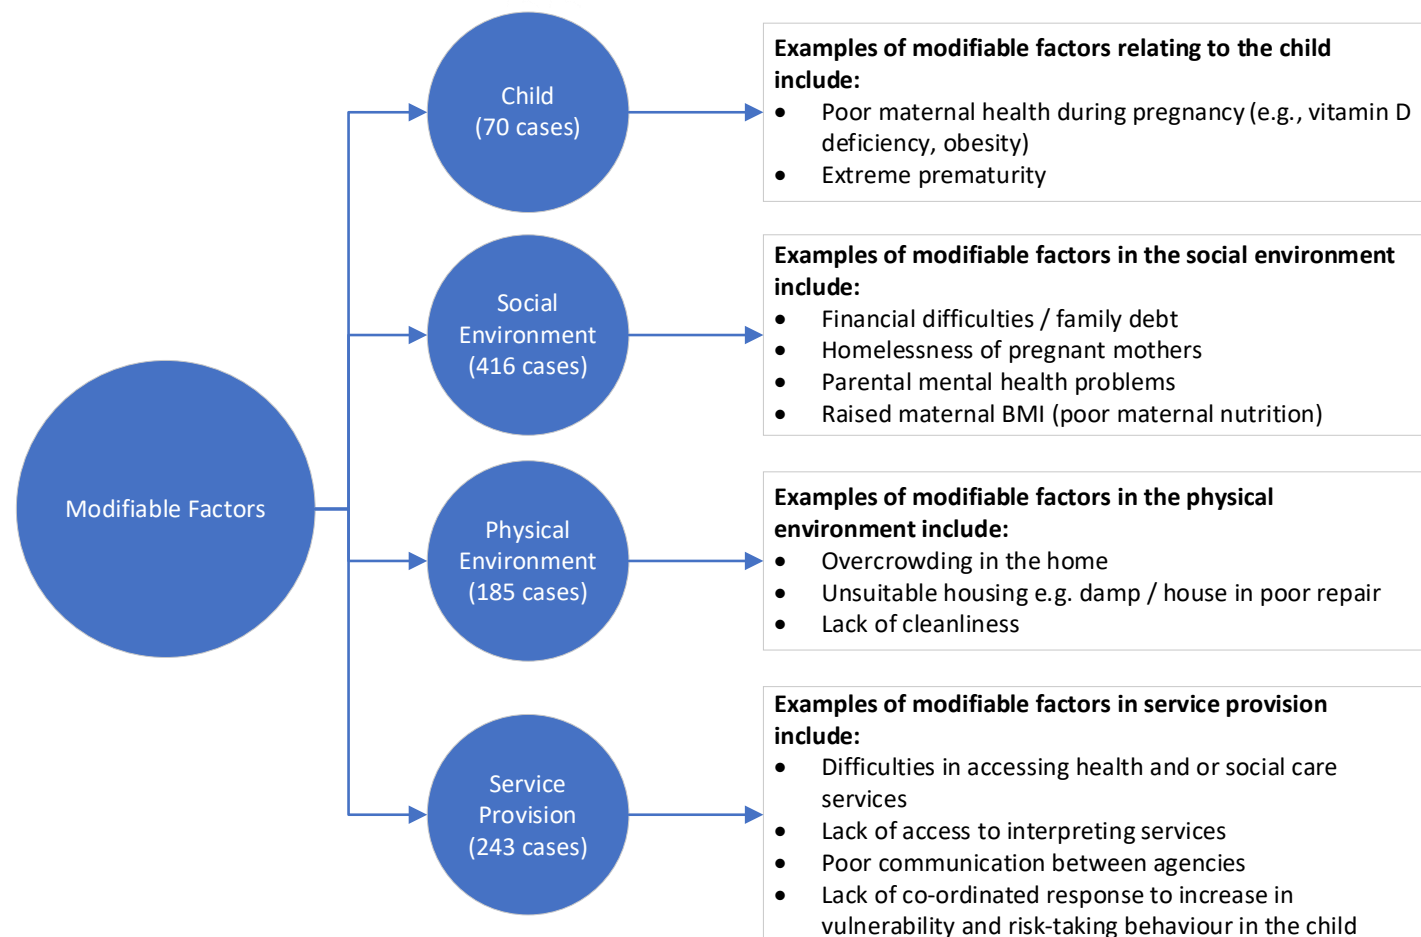 Modifiable Factors
Child
(70 cases)
Examples of modifiable factors relating to the child
include:
• Poor maternal health during pregnancy (e.g., vitamin D
deficiency, obesity)
• Extreme prematurity
Social
Environment
(416 cases)
Examples of modifiable factors in the social environment
include:
• Financial difficulties / family debt
• Homelessness of pregnant mothers
• Parental mental health problems
• Raised maternal BMI (poor maternal nutrition)
Physical
Environment
(185 cases)
Examples of modifiable factors in the physical
environment include:
• Overcrowding in the home
• Unsuitable housing e.g. damp / house in poor repair
• Lack of cleanliness
Service
Provision
(243 cases)
Examples of modifiable factors in service provision
include:
• Difficulties in accessing health and or social care
services
• Lack of access to interpreting services
• Poor communication between agencies
• Lack of co-ordinated response to increase in
vulnerability and risk-taking behaviour in the child